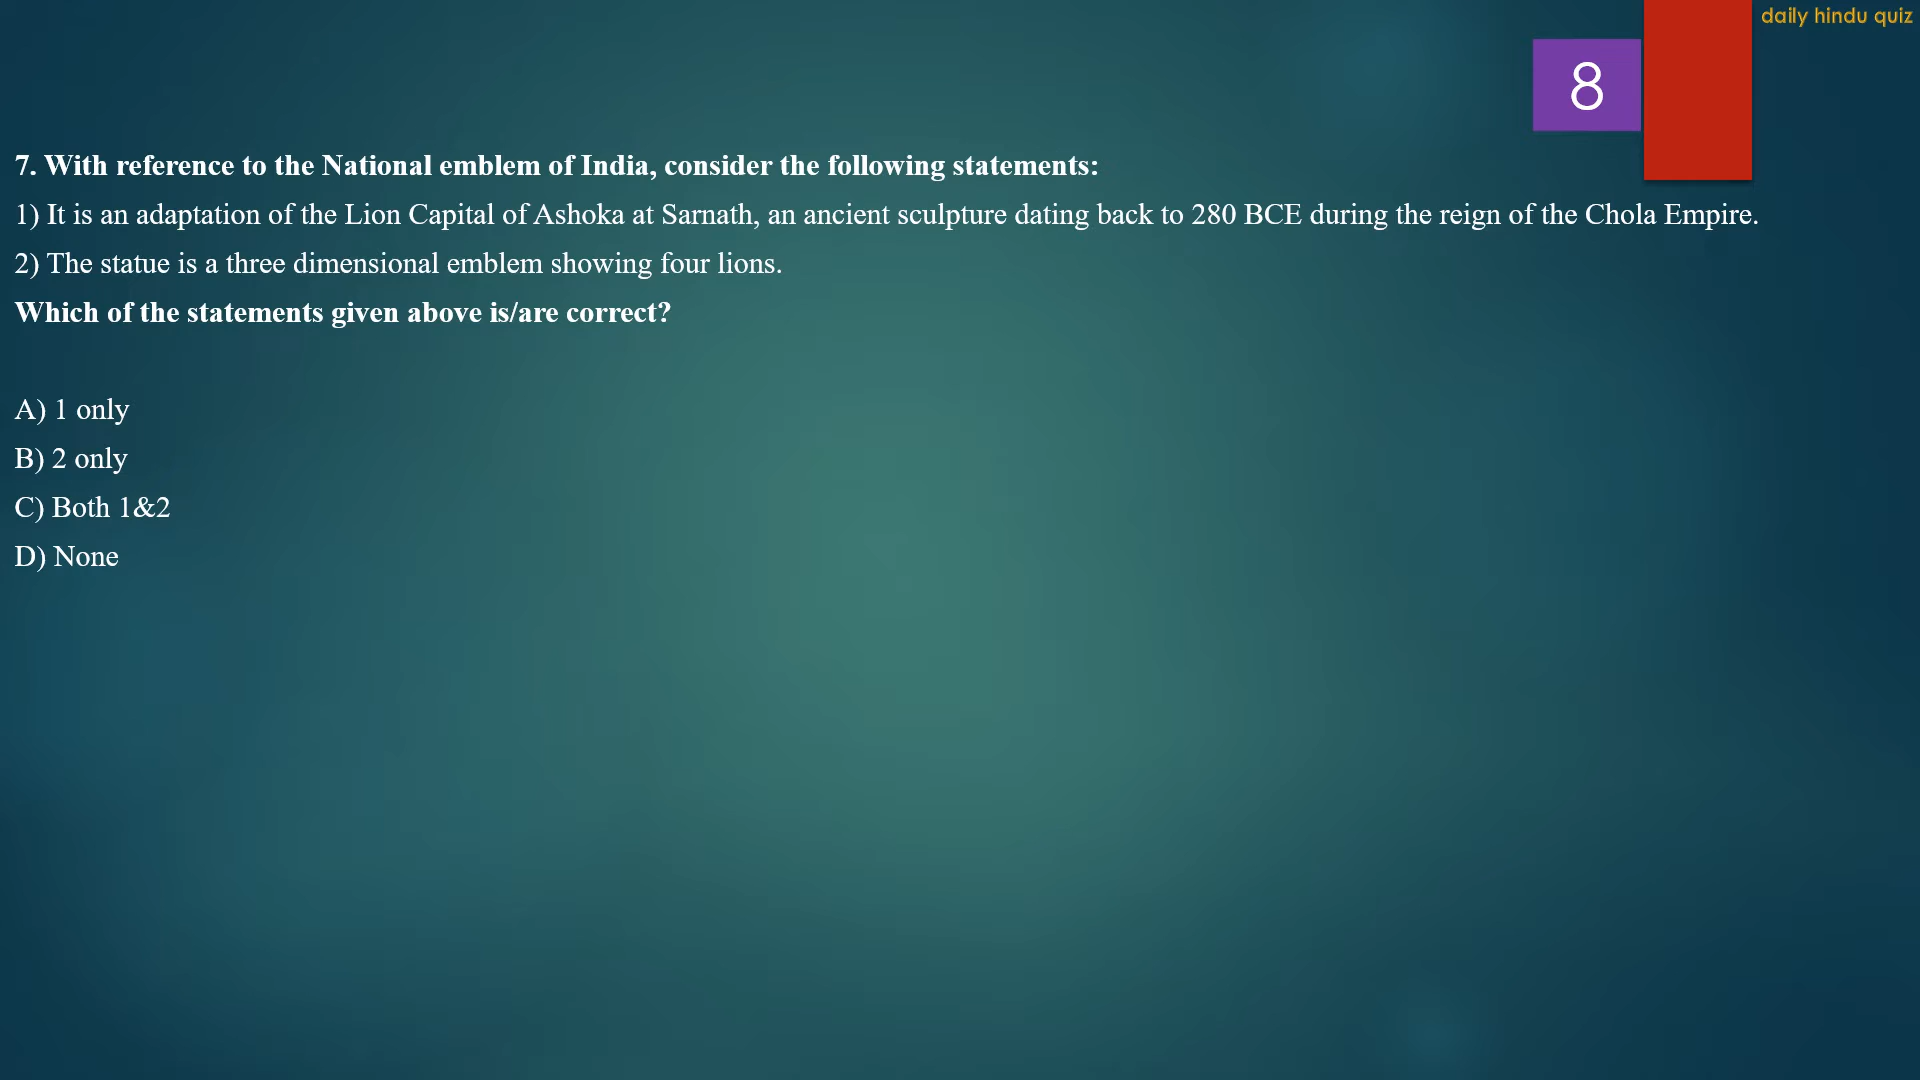 daily hindu quiz
8
7. With reference to the National emblem of India, consider the following statements:
1) It is an adaptation of the Lion Capital of Ashoka at Sarnath, an ancient sculpture dating back to 280 BCE during the reign of the Chola Empire.
2) The statue is a three dimensional emblem showing four lions.
Which of the statements given above is/are correct?
A) 1 only
B) 2 only
C) Both 1&2
D) None